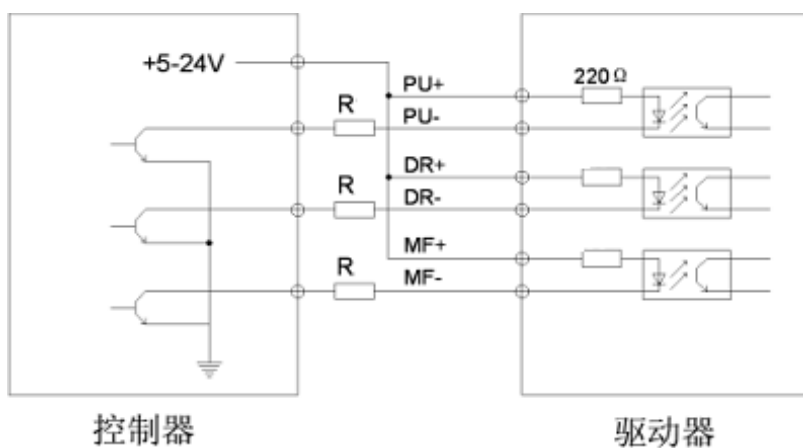 +5-24V
PU+
220Ω
R
PU-
DR+
R
DR-
MF+
R
MF-
控制器
驱动器